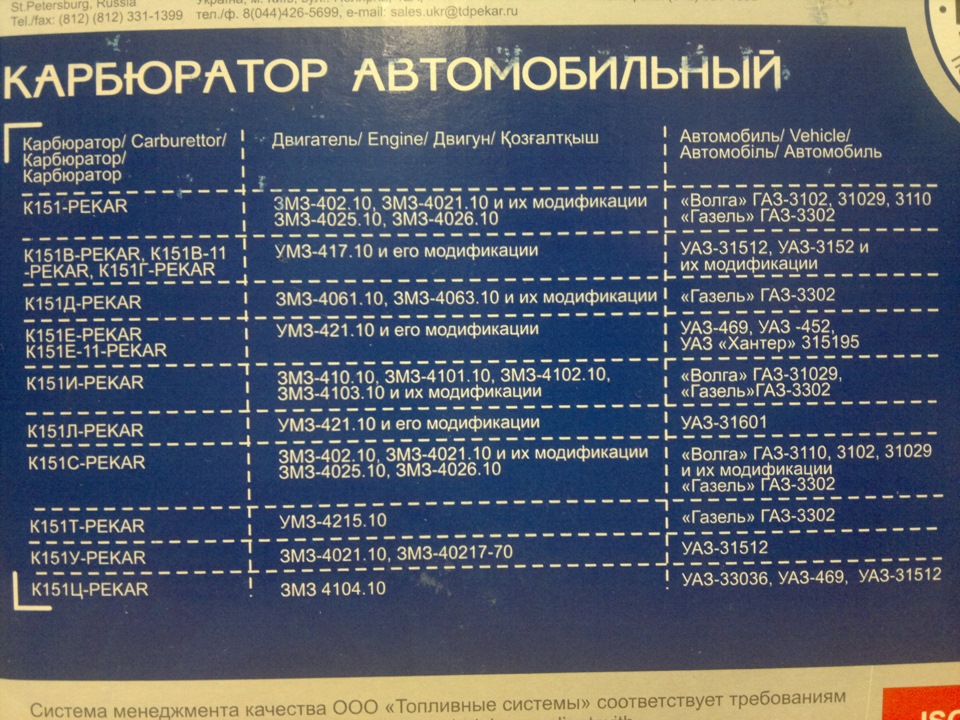 St.Petersburg, Russia
Tel./fax: (812) (812) 331-1399
тел./ф. 8(044)426-5699, e-mail: sales.ukr@tdpekar.ru
КАРБЮРАТОР АВТОМОБИЛЬНЫЙ
Карбюратор/ Carburettor/
Карбюратор/
Карбюратор
Двигатель/ Engine/ Двигун/ Қозғалтқыш
Автомобиль/ Vehicle/
Автомобіль/ Автомобиль
К151-PEKAR
ЗМЗ-402.10, ЗМЗ-4021.10 и их модификации
ЗМЗ-4025.10, ЗМЗ-4026.10
«Волга» ГАЗ-3102, 31029, 3110
«Газель» ГАЗ-3302
К151В-PEKAR, К151В-11
-PEKAR, К151Г-PEKAR
УМЗ-417.10 и его модификации
УАЗ-31512, УАЗ-3152 и
их модификации
К151Д-PEKAR
ЗМЗ-4061.10, ЗМЗ-4063.10 и их модификации
«Газель» ГАЗ-3302
К151Е-PEKAR
К151Е-11-PEKAR
УМЗ-421.10 и его модификации
УАЗ-469, УАЗ -452,
УАЗ «Хантер» 315195
К151И-PEKAR
ЗМЗ-410.10, ЗМЗ-4101.10, ЗМЗ-4102.10,
ЗМЗ-4103.10 и их модификации
«Волга» ГАЗ-31029,
«Газель»ГАЗ-3302
К151Л-PEKAR
УМЗ-421.10 и его модификации
УАЗ-31601
К151С-PEKAR
ЗМЗ-402.10, ЗМЗ-4021.10 и их модификации
ЗМЗ-4025.10, ЗМЗ-4026.10
«Волга» ГАЗ-3110, 3102, 31029
и их модификации
«Газель» ГАЗ-3302
К151Т-PEKAR
УМЗ-4215.10
«Газель» ГАЗ-3302
К151У-PEKAR
ЗМЗ-4021.10, ЗМЗ-40217-70
УАЗ-31512
К151Ц-PEKAR
ЗМЗ 4104.10
УАЗ-33036, УАЗ-469, УАЗ-31512
Система менеджмента качества ООО «Топливные системы» соответствует требованиям